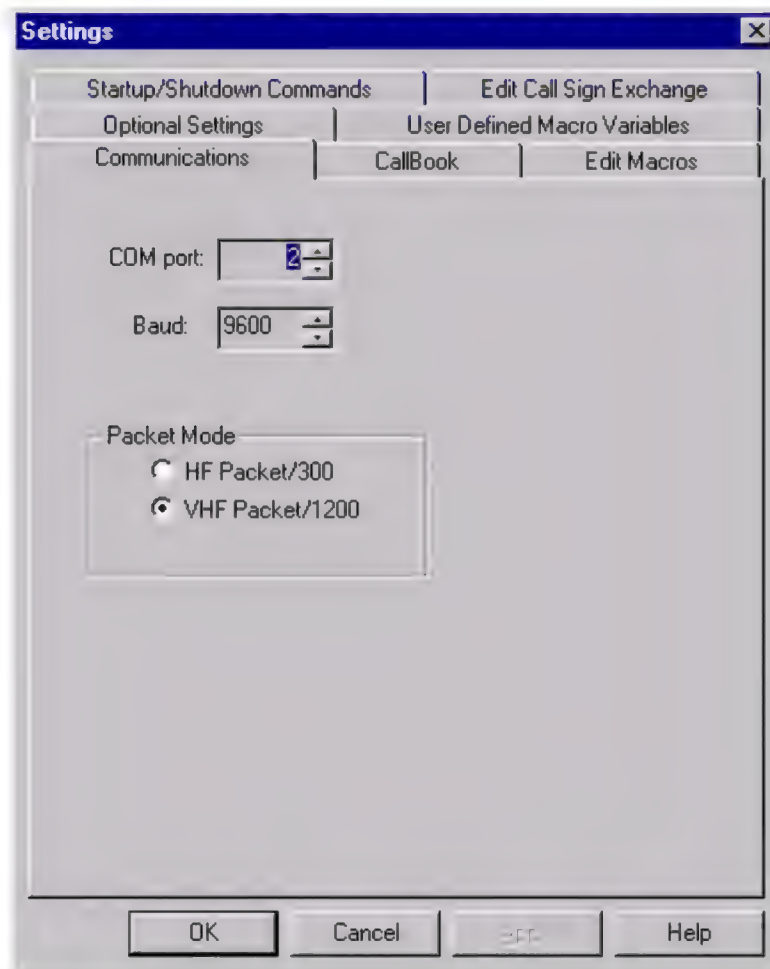 Settings
Startup/Shutdown Commands Edit Call Sign Exchange
Optional Settings User Defined Macro Variables
Communications CallBook Edit Macros
COM port: 2
Baud: 9600
Packet Mode
HF Packet/300
VHF Packet/1200
OK Cancel Help